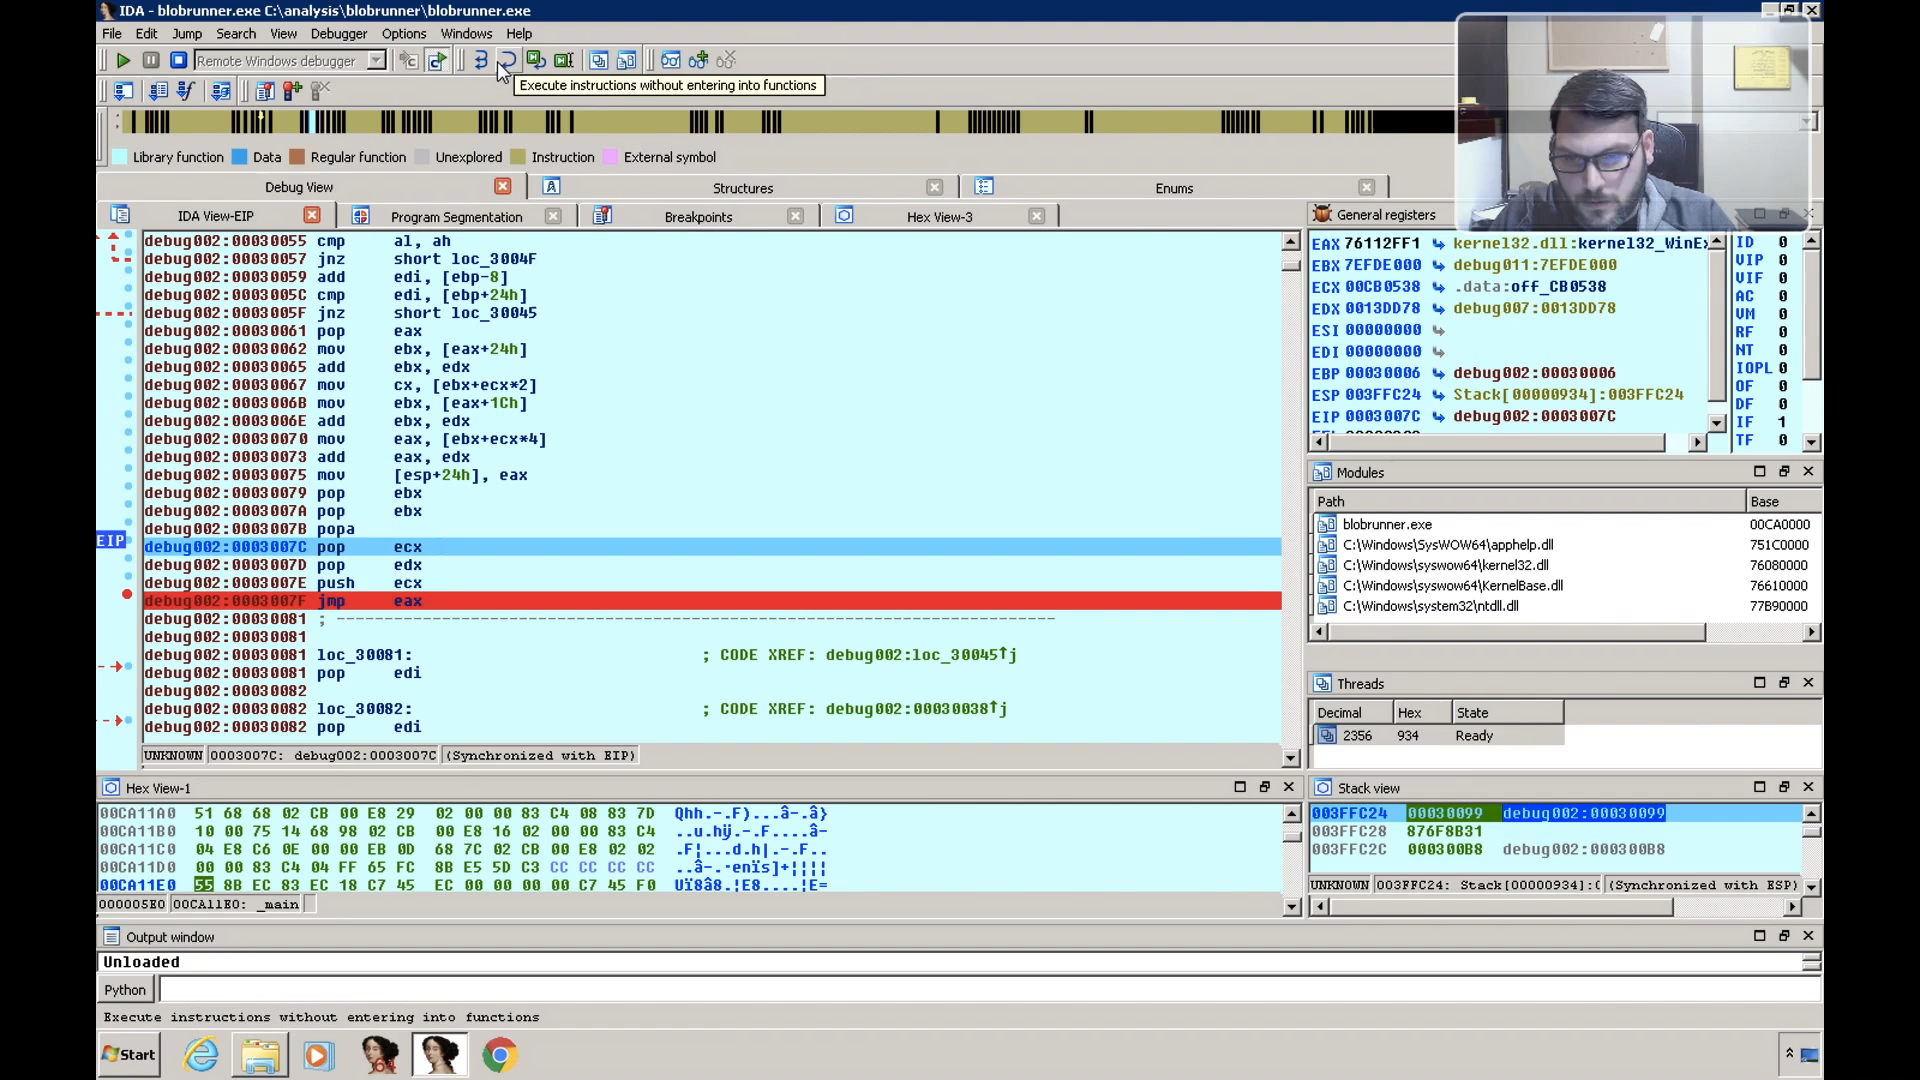 IDA - blobrunner.exe C:\analysis\blobrunner\blobrunner.exe
File Edit Jump Search View Debugger Options Windows Help
Remote Windows debugger
Execute instructions without entering into functions
Library function Data Regular function Unexplored Instruction External symbol
Debug View Structures Enums
IDA View-EIP Program Segmentation Breakpoints Hex View-3
debug002:00030055 cmp al, ah
debug002:00030057 jnz short loc_3004F
debug002:00030059 add edi, [ebp-8]
debug002:0003005C cmp edi, [ebp+24h]
debug002:0003005F jnz short loc_30045
debug002:00030061 pop eax
debug002:00030062 mov ebx, [eax+24h]
debug002:00030065 add ebx, edx
debug002:00030067 mov cx, [ebx+ecx*2]
debug002:0003006B mov ebx, [eax+1Ch]
debug002:0003006E add ebx, edx
debug002:00030070 mov eax, [ebx+ecx*4]
debug002:00030073 add eax, edx
debug002:00030075 mov [esp+24h], eax
debug002:00030079 pop ebx
debug002:0003007A pop ebx
debug002:0003007B popa
EIP
debug002:0003007C pop ecx
debug002:0003007D pop edx
debug002:0003007E push ecx
debug002:0003007F jmp eax
debug002:00030081 ; ---------------------------------------------------------------------------
debug002:00030081
debug002:00030081 loc_30081: ; CODE XREF: debug002:loc_30045↑j
debug002:00030081 pop edi
debug002:00030082
debug002:00030082 loc_30082: ; CODE XREF: debug002:00030038↑j
debug002:00030082 pop edi
UNKNOWN 0003007C: debug002:0003007C (Synchronized with EIP)
General registers
EAX 76112FF1 kernel32.dll:kernel32_WinEx
EBX 7EFDE000 debug011:7EFDE000
ECX 00CB0538 .data:off_CB0538
EDX 0013DD78 debug007:0013DD78
ESI 00000000
EDI 00000000
EBP 00030006 debug002:00030006
ESP 003FFC24 Stack[00000934]:003FFC24
EIP 0003007C debug002:0003007C
ID 0
VIP 0
VIF 0
AC 0
VM 0
RF 0
NT 0
IOPL 0
OF 0
DF 0
IF 1
TF 0
Modules
Path Base
blobrunner.exe 00CA0000
C:\Windows\SysWOW64\apphelp.dll 751C0000
C:\Windows\syswow64\kernel32.dll 76080000
C:\Windows\syswow64\KernelBase.dll 76610000
C:\Windows\system32\ntdll.dll 77B90000
Threads
Decimal Hex State
2356 934 Ready
Hex View-1
00CA11A0 51 68 68 02 CB 00 E8 29 02 00 00 83 C4 08 83 7D
00CA11B0 10 00 75 14 68 98 02 CB 00 E8 16 02 00 00 83 C4
00CA11C0 04 E8 C6 0E 00 00 EB 0D 68 7C 02 CB 00 E8 02 02
00CA11D0 00 00 83 C4 04 FF 65 FC 8B E5 5D C3 CC CC CC CC
00CA11E0 55 8B EC 83 EC 18 C7 45 EC 00 00 00 00 C7 45 F0
000005E0 00CA11E0: _main
Stack view
003FFC24 00030099 debug002:00030099
003FFC28 876F8B31
003FFC2C 000300B8 debug002:000300B8
UNKNOWN 003FFC24: Stack[00000934]:( (Synchronized with ESP)
Output window
Unloaded
Python
Execute instructions without entering into functions
Start
64